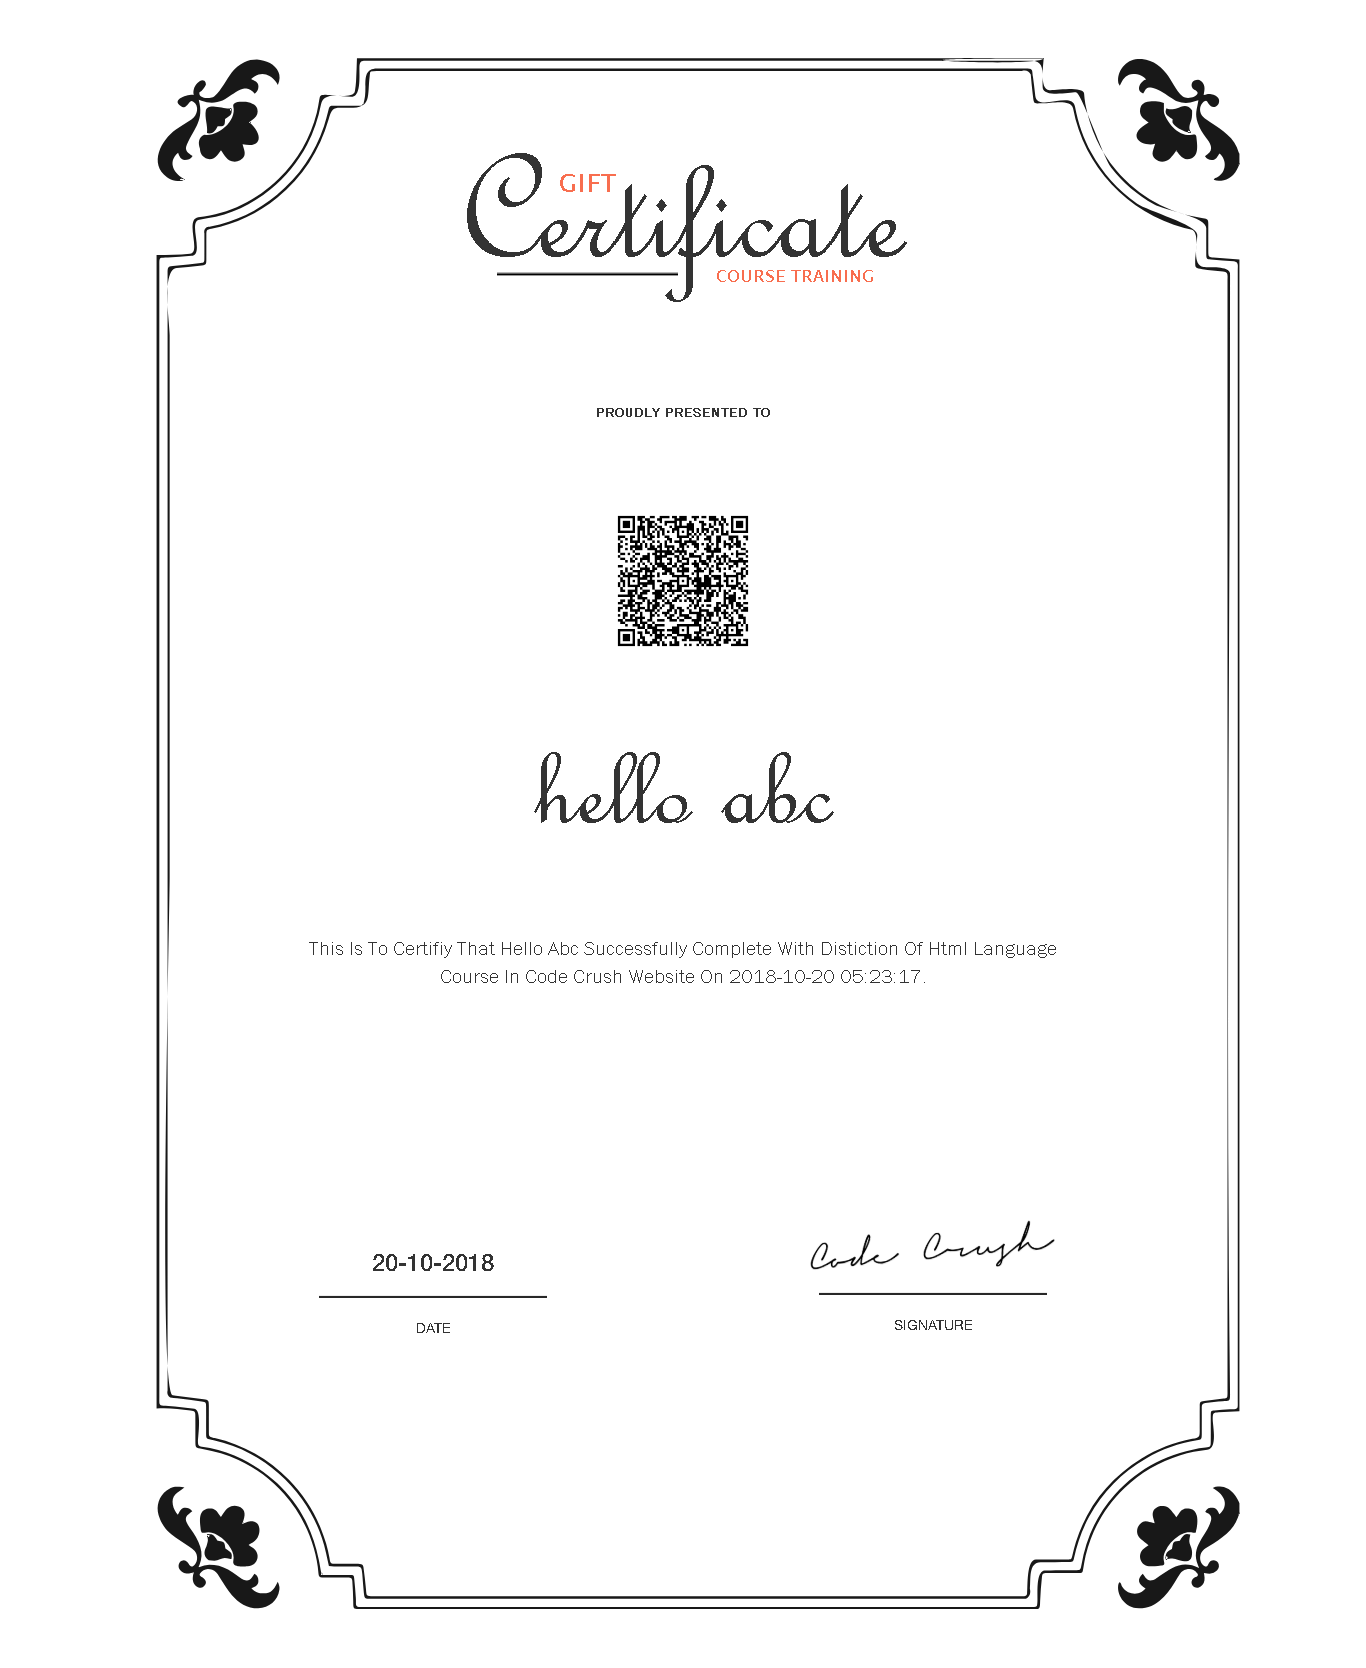 GIFT
Certificate
COURSE TRAINING
PROUDLY PRESENTED TO
hello abc
This Is To Certifiy That Hello Abc Successfully Complete With Distiction Of Html Language
Course In Code Crush Website On 2018-10-20 05:23:17.
20-10-2018
DATE
Code Crush
SIGNATURE